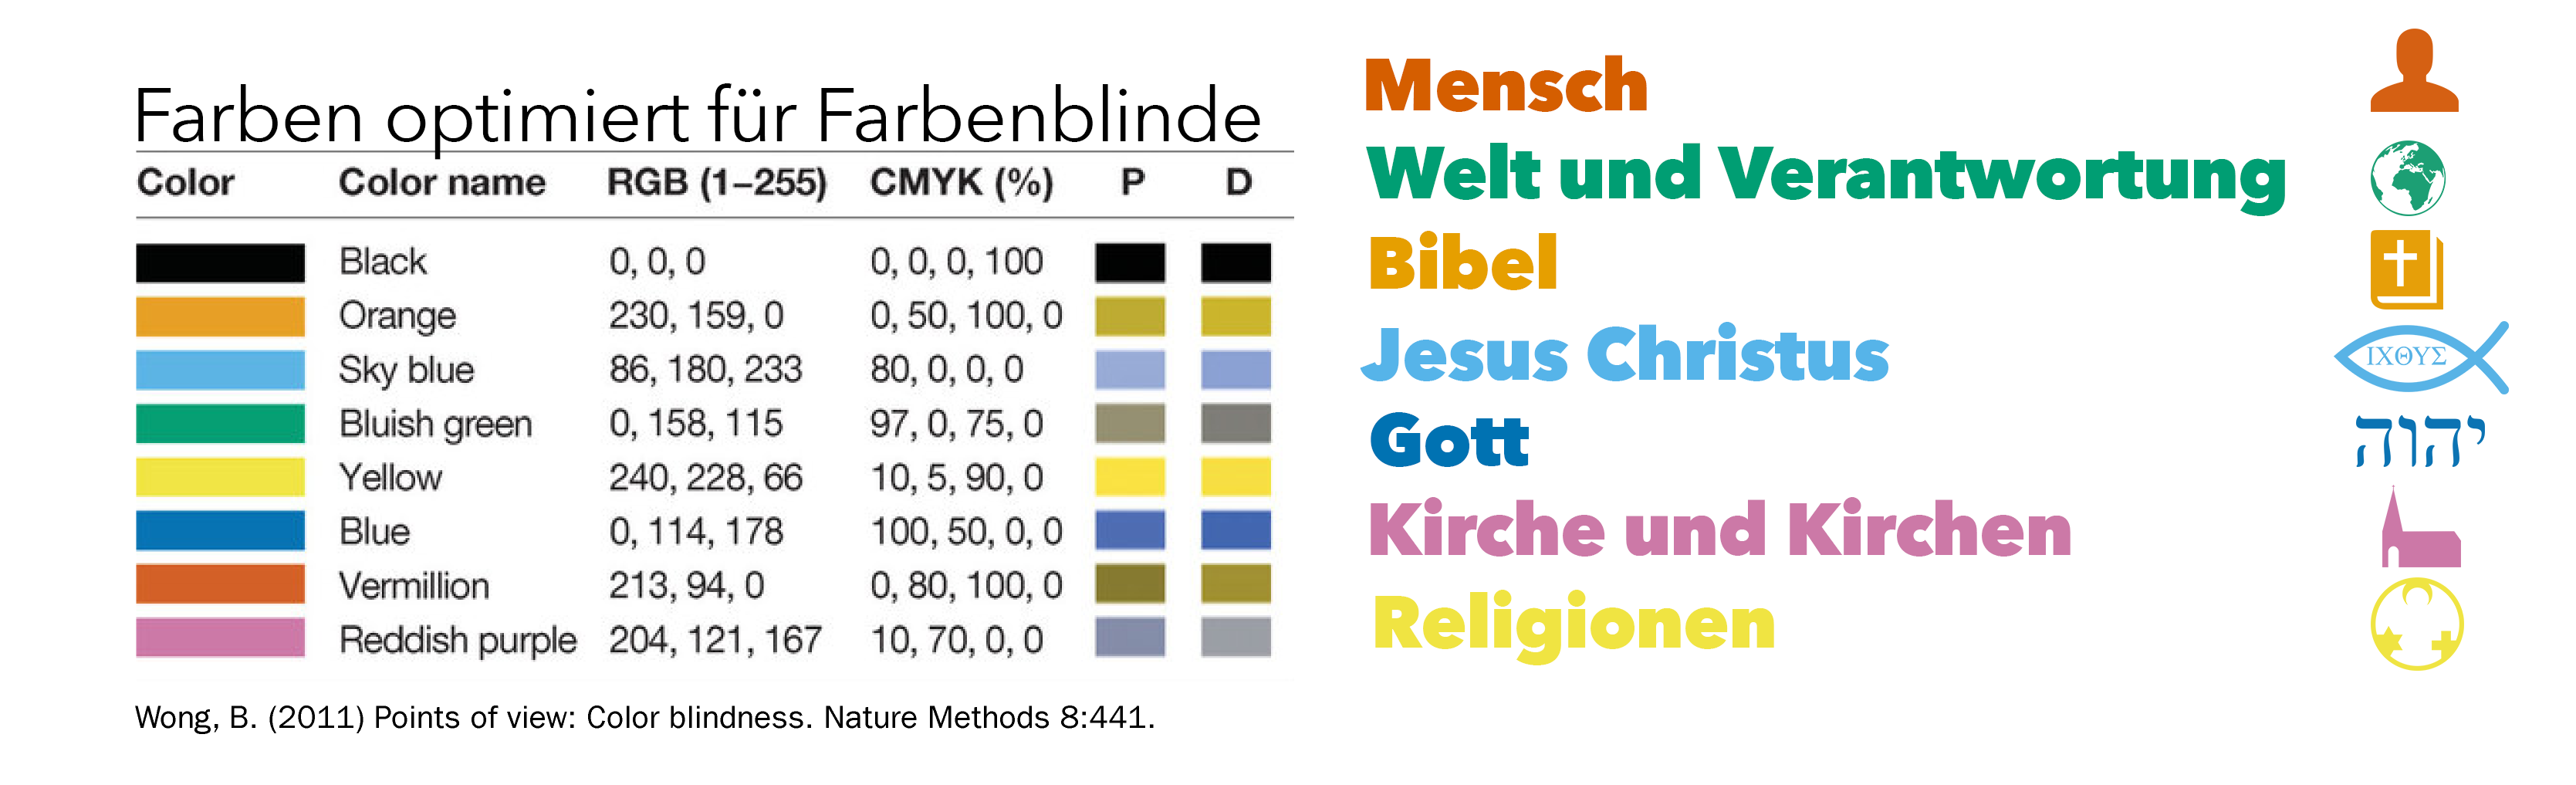 Farben optimiert für Farbenblinde
Color Color name RGB (1–255) CMYK (%) P D
Black 0, 0, 0 0, 0, 0, 100
Orange 230, 159, 0 0, 50, 100, 0
Sky blue 86, 180, 233 80, 0, 0, 0
Bluish green 0, 158, 115 97, 0, 75, 0
Yellow 240, 228, 66 10, 5, 90, 0
Blue 0, 114, 178 100, 50, 0, 0
Vermillion 213, 94, 0 0, 80, 100, 0
Reddish purple 204, 121, 167 10, 70, 0, 0
Wong, B. (2011) Points of view: Color blindness. Nature Methods 8:441.
Mensch
Welt und Verantwortung
Bibel
Jesus Christus
ΙΧΘΥΣ
Gott
יהוה
Kirche und Kirchen
Religionen